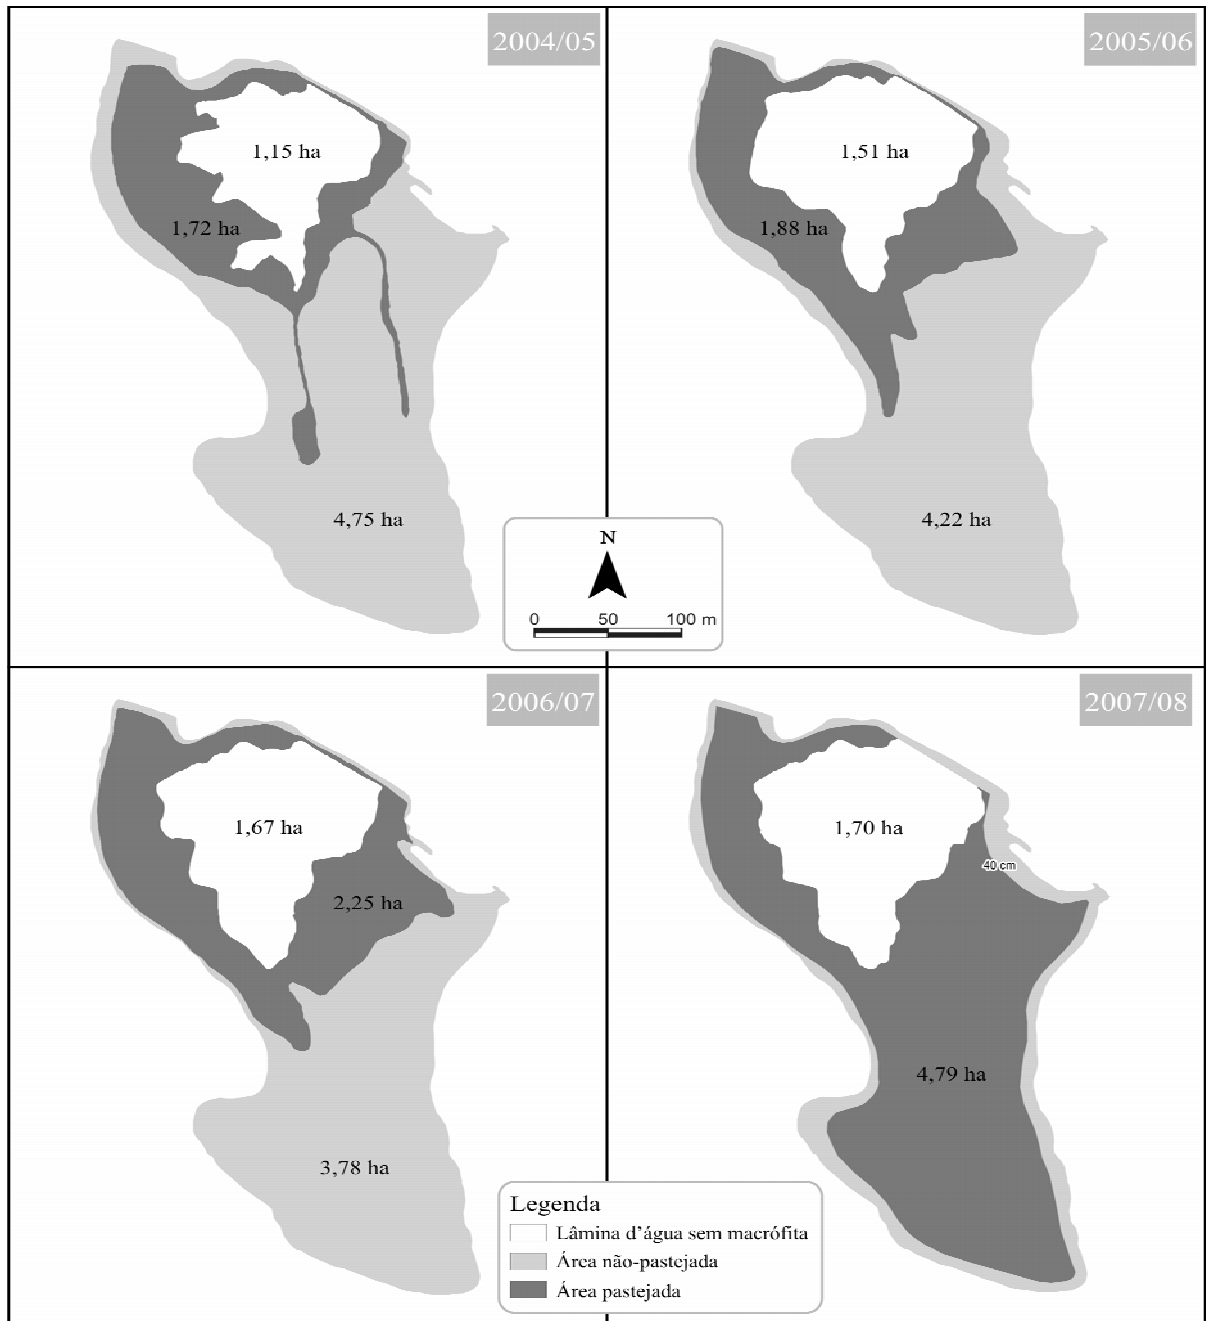 2004/05
1,15 ha
1,72 ha
4,75 ha
2005/06
1,51 ha
1,88 ha
4,22 ha
N
0 50 100 m
2006/07
1,67 ha
2,25 ha
3,78 ha
2007/08
1,70 ha
40 cm
4,79 ha
Legenda
Lâmina d'água sem macrófita
Área não-pastejada
Área pastejada